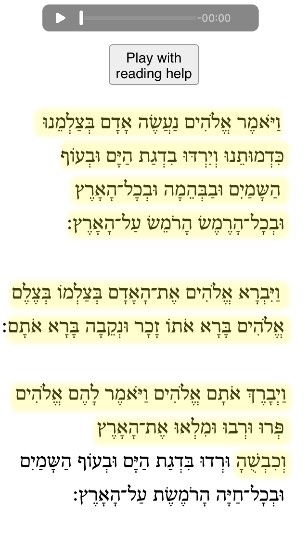 -00:00
Play with
reading help
וַיֹּאמֶר אֱלֹהִים נַעֲשֶׂה אָדָם בְּצַלְמֵנוּ
כִּדְמוּתֵנוּ וְיִרְדּוּ בִדְגַת הַיָּם וּבְעוֹף
הַשָּׁמַיִם וּבַבְּהֵמָה וּבְכָל־הָאָרֶץ
וּבְכָל־הָרֶמֶשׂ הָרֹמֵשׂ עַל־הָאָרֶץ:
וַיִּבְרָא אֱלֹהִים אֶת־הָאָדָם בְּצַלְמוֹ בְּצֶלֶם
אֱלֹהִים בָּרָא אֹתוֹ זָכָר וּנְקֵבָה בָּרָא אֹתָם:
וַיְבָרֶךְ אֹתָם אֱלֹהִים וַיֹּאמֶר לָהֶם אֱלֹהִים
פְּרוּ וּרְבוּ וּמִלְאוּ אֶת־הָאָרֶץ
וְכִבְשֻׁהָ וּרְדוּ בִּדְגַת הַיָּם וּבְעוֹף הַשָּׁמַיִם
וּבְכָל־חַיָּה הָרֹמֶשֶׂת עַל־הָאָרֶץ: